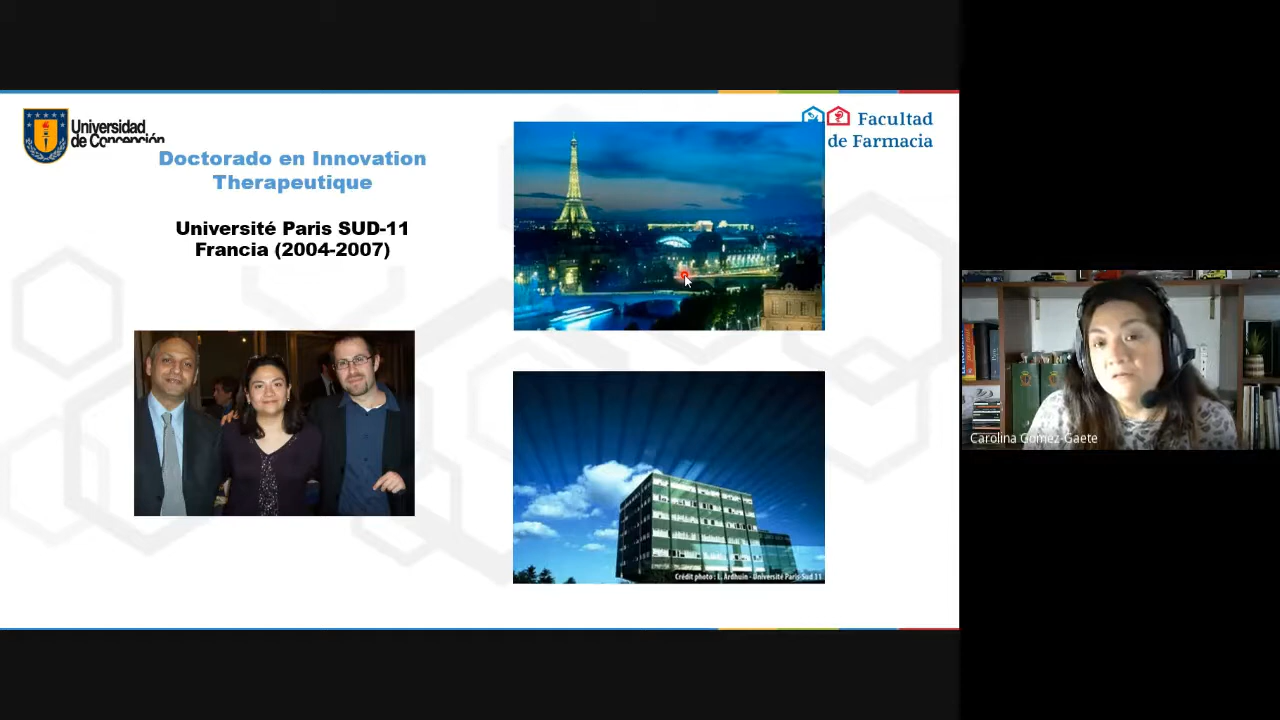 Universidad
de Concepción
Facultad
de Farmacia
Doctorado en Innovation
Therapeutique
Université Paris SUD-11
Francia (2004-2007)
Crédit photo : L. Ardhuin - Université Paris Sud 11
Carolina Gómez-Gaete